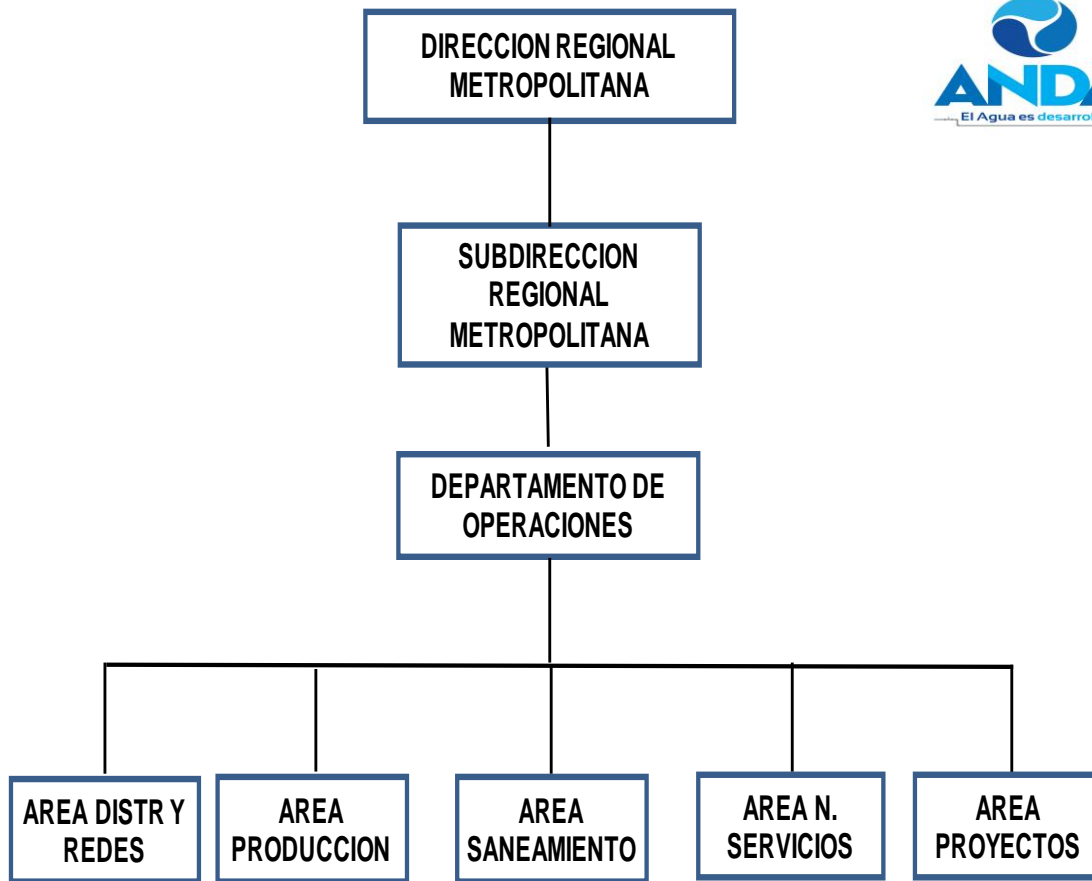 DIRECCION REGIONAL
METROPOLITANA
ANDA
El Agua es desarrol
SUBDIRECCION
REGIONAL
METROPOLITANA
DEPARTAMENTO DE
OPERACIONES
AREA DISTR Y
REDES
AREA
PRODUCCION
AREA
SANEAMIENTO
AREA N.
SERVICIOS
AREA
PROYECTOS